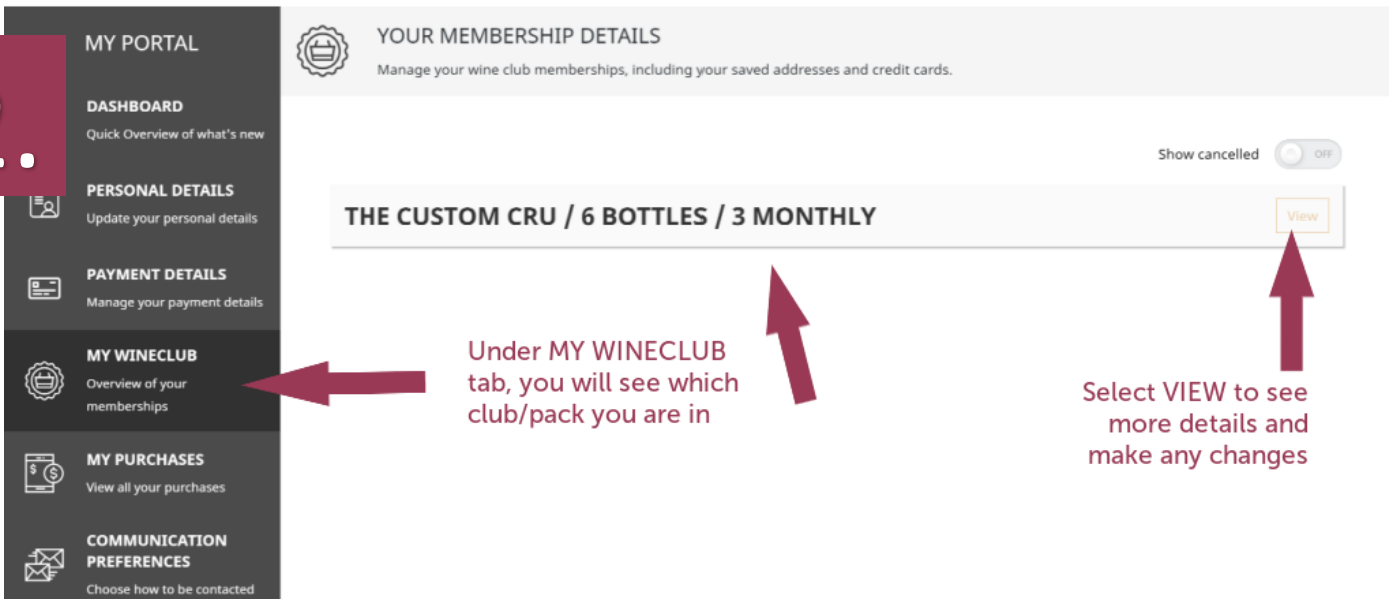 MY PORTAL
DASHBOARD
Quick Overview of what's new
PERSONAL DETAILS
Update your personal details
PAYMENT DETAILS
Manage your payment details
MY WINECLUB
Overview of your
memberships
MY PURCHASES
View all your purchases
COMMUNICATION
PREFERENCES
Choose how to be contacted
YOUR MEMBERSHIP DETAILS
Manage your wine club memberships, including your saved addresses and credit cards.
Show cancelled OFF
THE CUSTOM CRU / 6 BOTTLES / 3 MONTHLY
View
Under MY WINECLUB
tab, you will see which
club/pack you are in
Select VIEW to see
more details and
make any changes